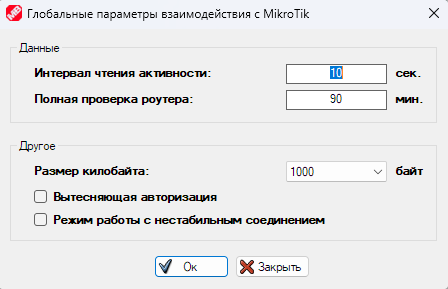 Глобальные параметры взаимодействия с MikroTik
Данные
Интервал чтения активности: 10 сек.
Полная проверка роутера: 90 мин.
Другое
Размер килобайта: 1000 байт
Вытесняющая авторизация
Режим работы с нестабильным соединением
Ок Закрыть